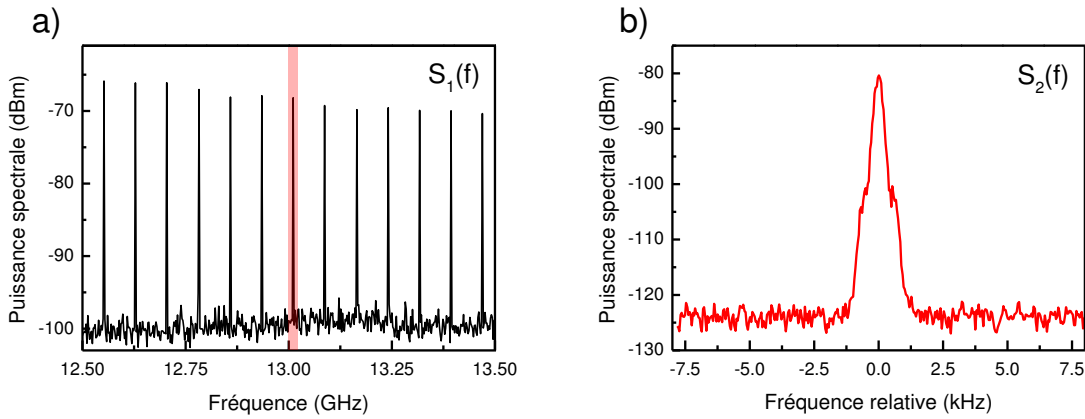 a)
S1(f)
Puissance spectrale (dBm)
-70
-80
-90
-100
12.50
12.75
13.00
13.25
13.50
Fréquence (GHz)
b)
S2(f)
Puissance spectrale (dBm)
-80
-90
-100
-110
-120
-130
-7.5
-5.0
-2.5
0.0
2.5
5.0
7.5
Fréquence relative (kHz)